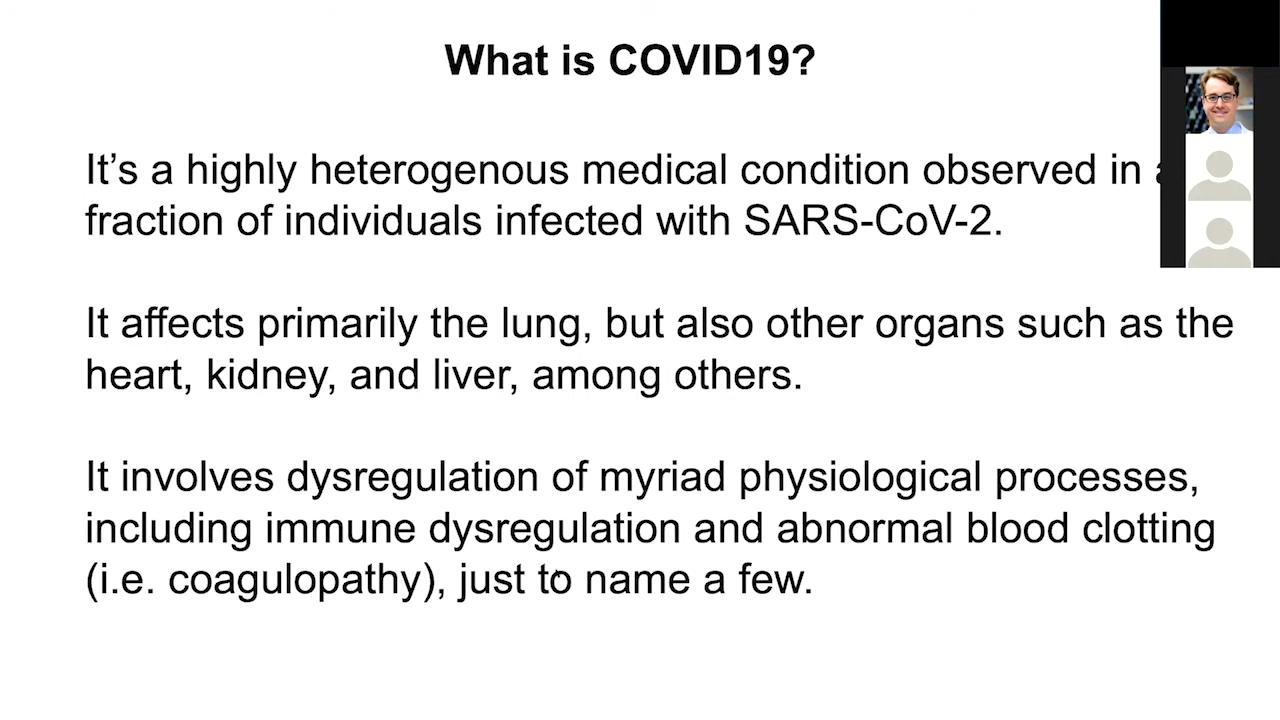 What is COVID19?
It's a highly heterogenous medical condition observed in a
fraction of individuals infected with SARS-CoV-2.
It affects primarily the lung, but also other organs such as the
heart, kidney, and liver, among others.
It involves dysregulation of myriad physiological processes,
including immune dysregulation and abnormal blood clotting
(i.e. coagulopathy), just to name a few.